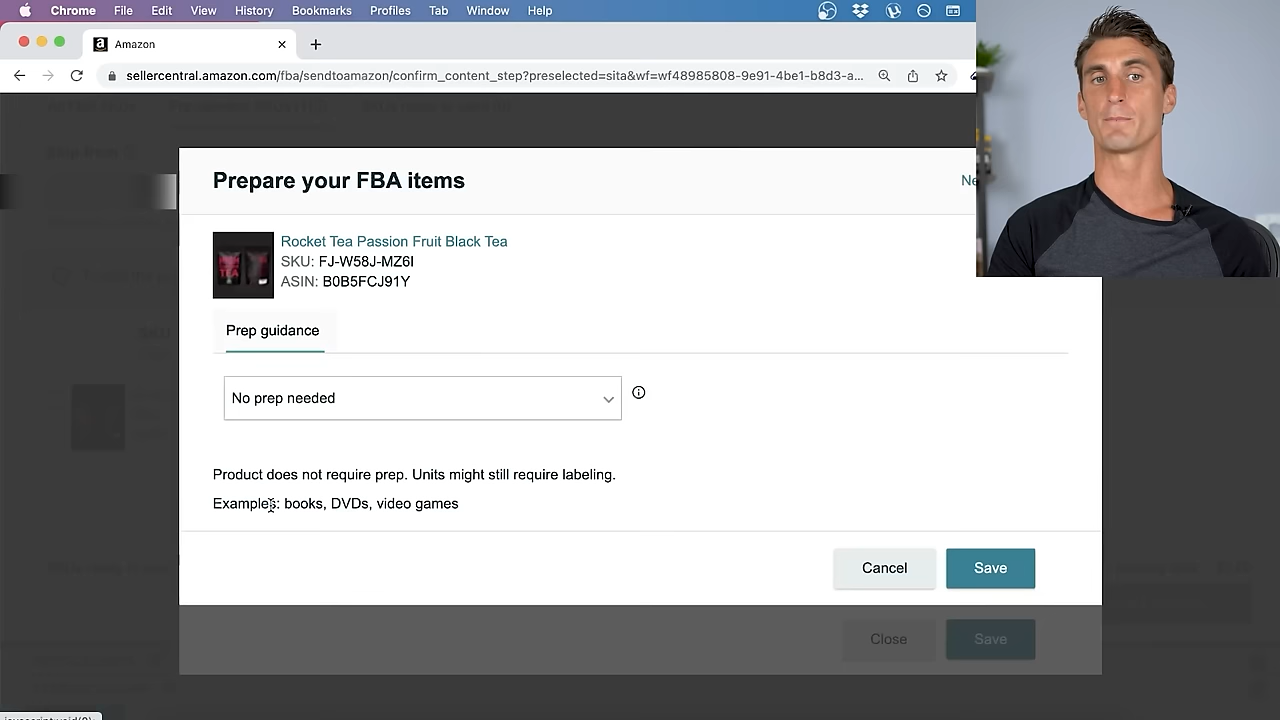 Chrome File Edit View History Bookmarks Profiles Tab Window Help
a Amazon
sellercentral.amazon.com/fba/sendtoamazon/confirm_content_step?preselected=sita&wf=wf48985808-9e91-4be1-b8d3-a...
Prepare your FBA items
Ne
Rocket Tea Passion Fruit Black Tea
SKU: FJ-W58J-MZ6I
ASIN: B0B5FCJ91Y
TEA
Prep guidance
No prep needed
Product does not require prep. Units might still require labeling.
Examples: books, DVDs, video games
Cancel Save
Close Save